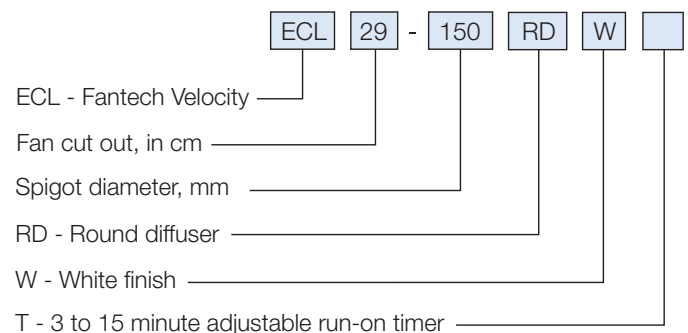 ECL 29 - 150 RD W
ECL - Fantech Velocity
Fan cut out, in cm
Spigot diameter, mm
RD - Round diffuser
W - White finish
T - 3 to 15 minute adjustable run-on timer